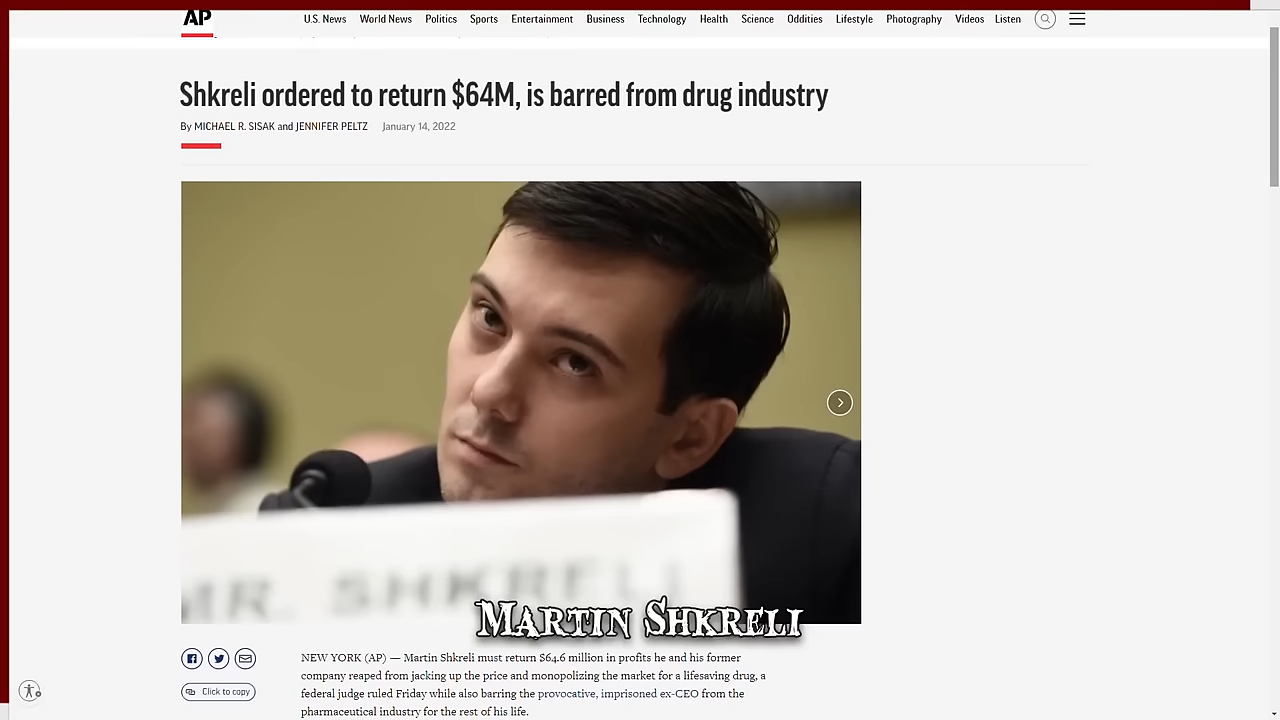 AP
U.S. News World News Politics Sports Entertainment Business Technology Health Science Oddities Lifestyle Photography Videos Listen
Shkreli ordered to return $64M, is barred from drug industry
By MICHAEL R. SISAK and JENNIFER PELTZ January 14, 2022
MR. SHKRELI
MARTIN SHKRELI
Click to copy
NEW YORK (AP) — Martin Shkreli must return $64.6 million in profits he and his former
company reaped from jacking up the price and monopolizing the market for a lifesaving drug, a
federal judge ruled Friday while also barring the provocative, imprisoned ex-CEO from the
pharmaceutical industry for the rest of his life.